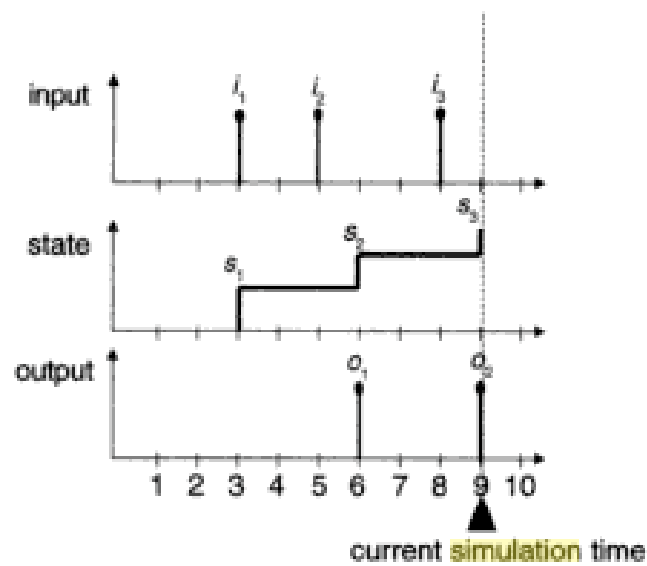 input
i₁ i₂ i₃
state
s₁ s₂ s₃
output
o₁ o₂
1 2 3 4 5 6 7 8 9 10
current simulation time